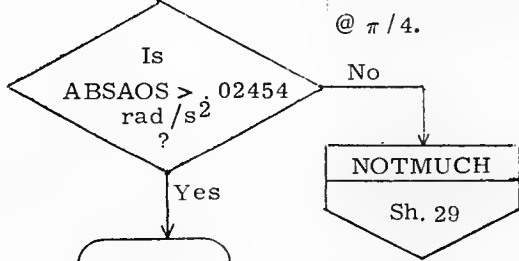 @ π/4.
Is
ABSAOS > .02454
rad/s²
?
No
Yes
NOTMUCH
Sh. 29